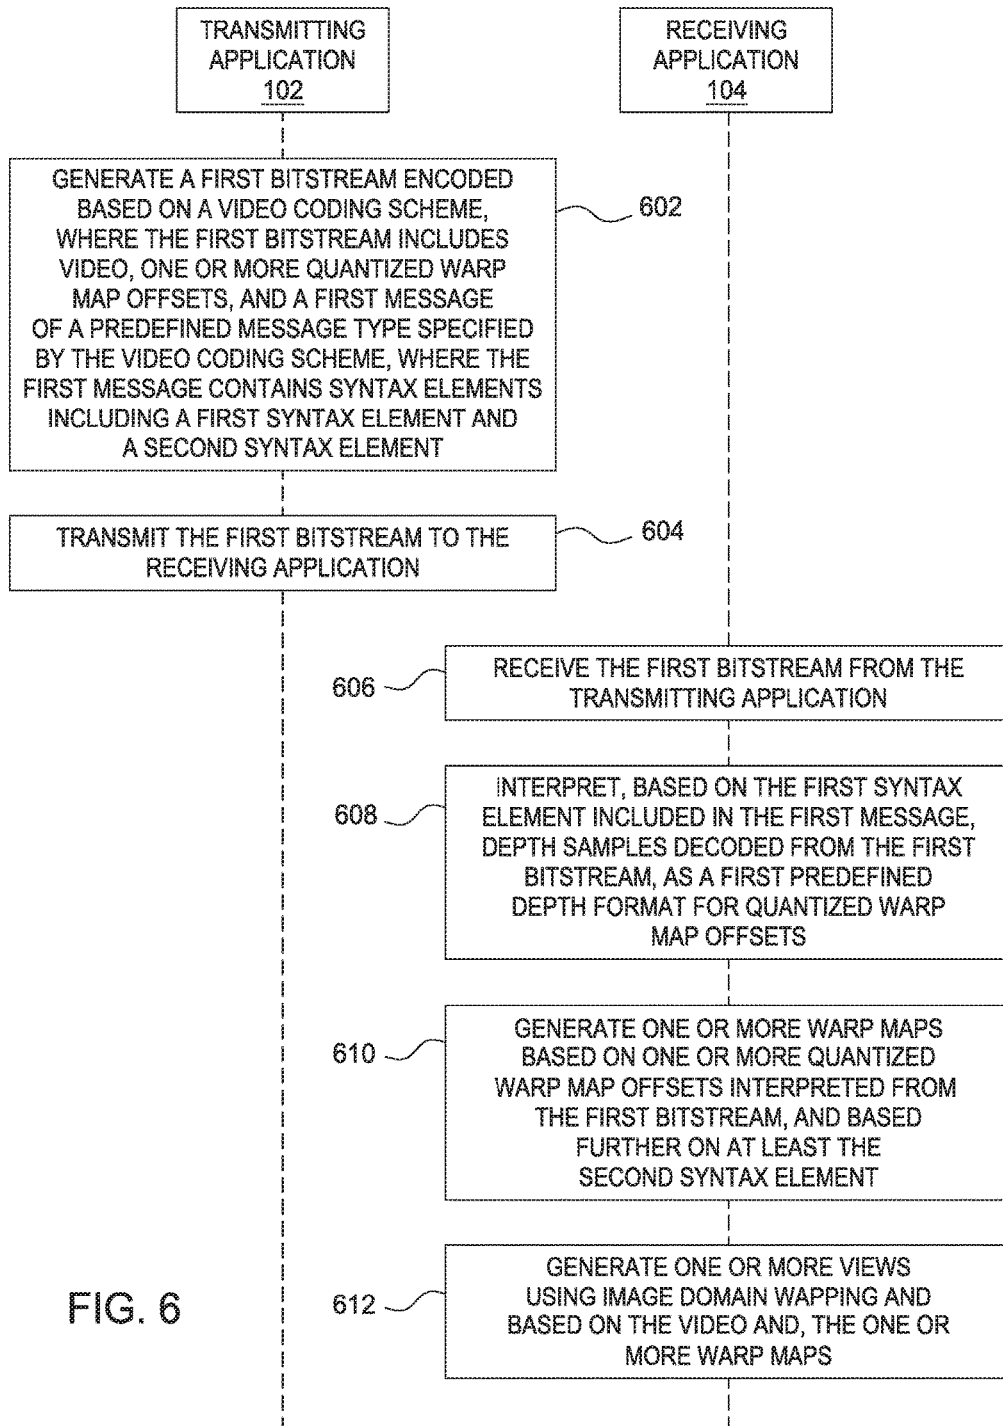 TRANSMITTING
APPLICATION
102
RECEIVING
APPLICATION
104
GENERATE A FIRST BITSTREAM ENCODED
BASED ON A VIDEO CODING SCHEME,
WHERE THE FIRST BITSTREAM INCLUDES
VIDEO, ONE OR MORE QUANTIZED WARP
MAP OFFSETS, AND A FIRST MESSAGE
OF A PREDEFINED MESSAGE TYPE SPECIFIED
BY THE VIDEO CODING SCHEME, WHERE THE
FIRST MESSAGE CONTAINS SYNTAX ELEMENTS
INCLUDING A FIRST SYNTAX ELEMENT AND
A SECOND SYNTAX ELEMENT
602
TRANSMIT THE FIRST BITSTREAM TO THE
RECEIVING APPLICATION
604
606
RECEIVE THE FIRST BITSTREAM FROM THE
TRANSMITTING APPLICATION
608
INTERPRET, BASED ON THE FIRST SYNTAX
ELEMENT INCLUDED IN THE FIRST MESSAGE,
DEPTH SAMPLES DECODED FROM THE FIRST
BITSTREAM, AS A FIRST PREDEFINED
DEPTH FORMAT FOR QUANTIZED WARP
MAP OFFSETS
610
GENERATE ONE OR MORE WARP MAPS
BASED ON ONE OR MORE QUANTIZED
WARP MAP OFFSETS INTERPRETED FROM
THE FIRST BITSTREAM, AND BASED
FURTHER ON AT LEAST THE
SECOND SYNTAX ELEMENT
612
GENERATE ONE OR MORE VIEWS
USING IMAGE DOMAIN WAPPING AND
BASED ON THE VIDEO AND, THE ONE OR
MORE WARP MAPS
FIG. 6